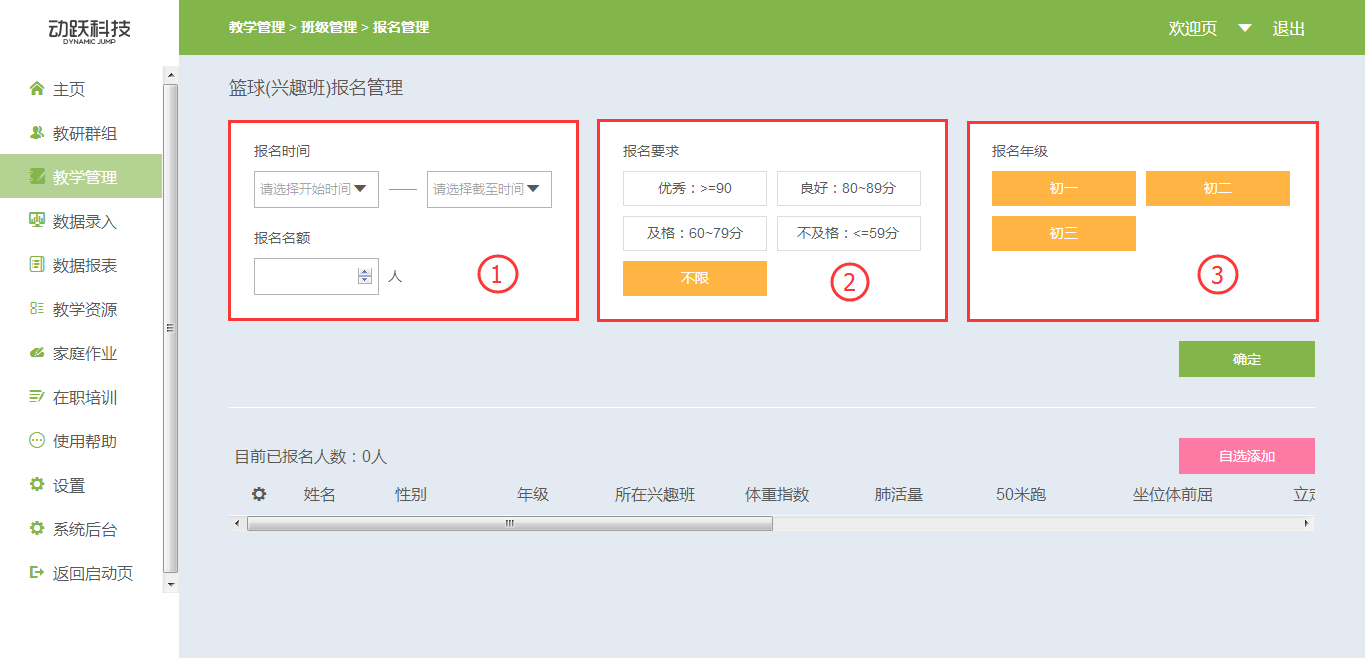 动跃科技
DYNAMIC JUMP
教学管理 > 班级管理 > 报名管理
欢迎页
退出
主页
教研群组
教学管理
数据录入
数据报表
教学资源
家庭作业
在职培训
使用帮助
设置
系统后台
返回启动页
篮球(兴趣班)报名管理
报名时间
请选择开始时间
请选择截至时间
报名名额
人
1
报名要求
优秀：>=90
良好：80~89分
及格：60~79分
不及格：<=59分
不限
2
报名年级
初一
初二
初三
3
确定
目前已报名人数：0人
自选添加
姓名 性别 年级 所在兴趣班 体重指数 肺活量 50米跑 坐位体前屈 立定